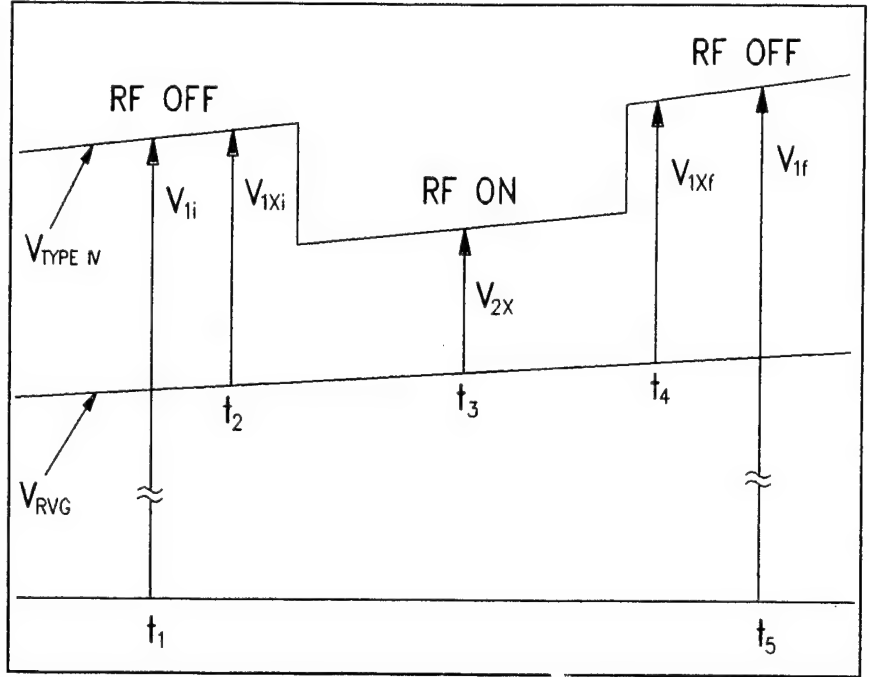 RF OFF
RF OFF
V1i
V1Xi
RF ON
V1Xf
V1f
VTYPE IV
V2X
t2
t3
t4
VRVG
t1
t5